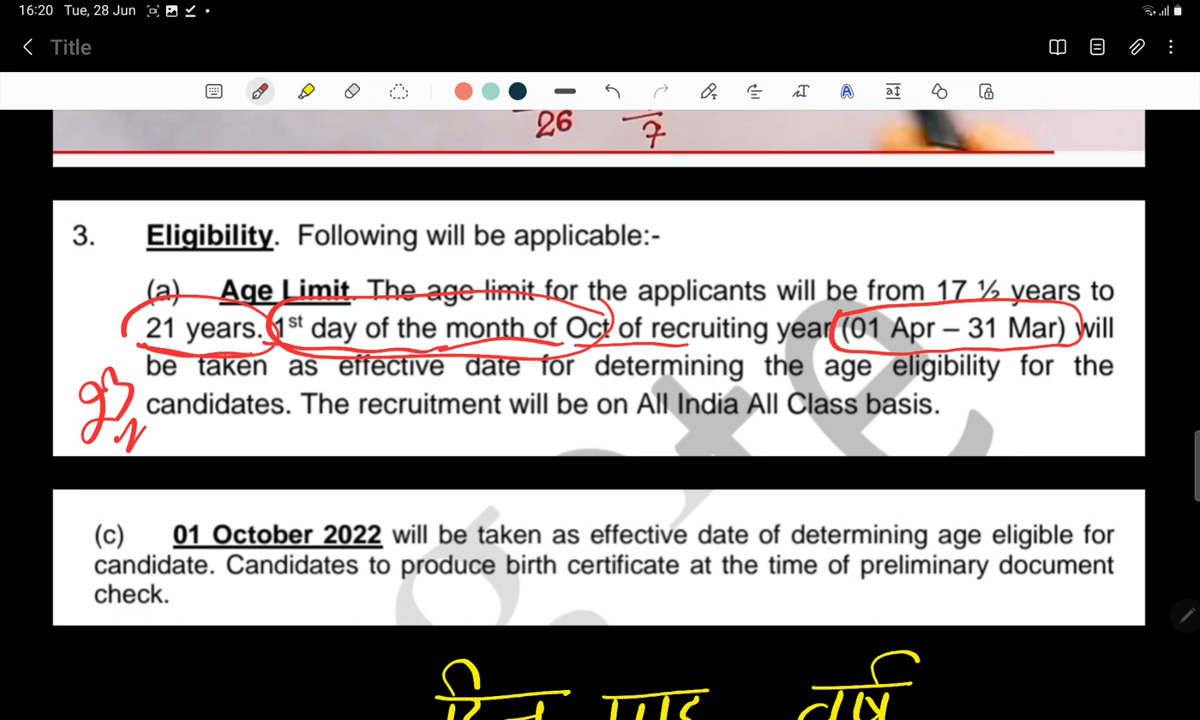 16:20 Tue, 28 Jun
Title
26 7
3. Eligibility. Following will be applicable:-
(a) Age Limit. The age limit for the applicants will be from 17 ½ years to
21 years. 1st day of the month of Oct of recruiting year (01 Apr – 31 Mar) will
be taken as effective date for determining the age eligibility for the
candidates. The recruitment will be on All India All Class basis.
23
(c) 01 October 2022 will be taken as effective date of determining age eligible for
candidate. Candidates to produce birth certificate at the time of preliminary document
check.
वर्ष